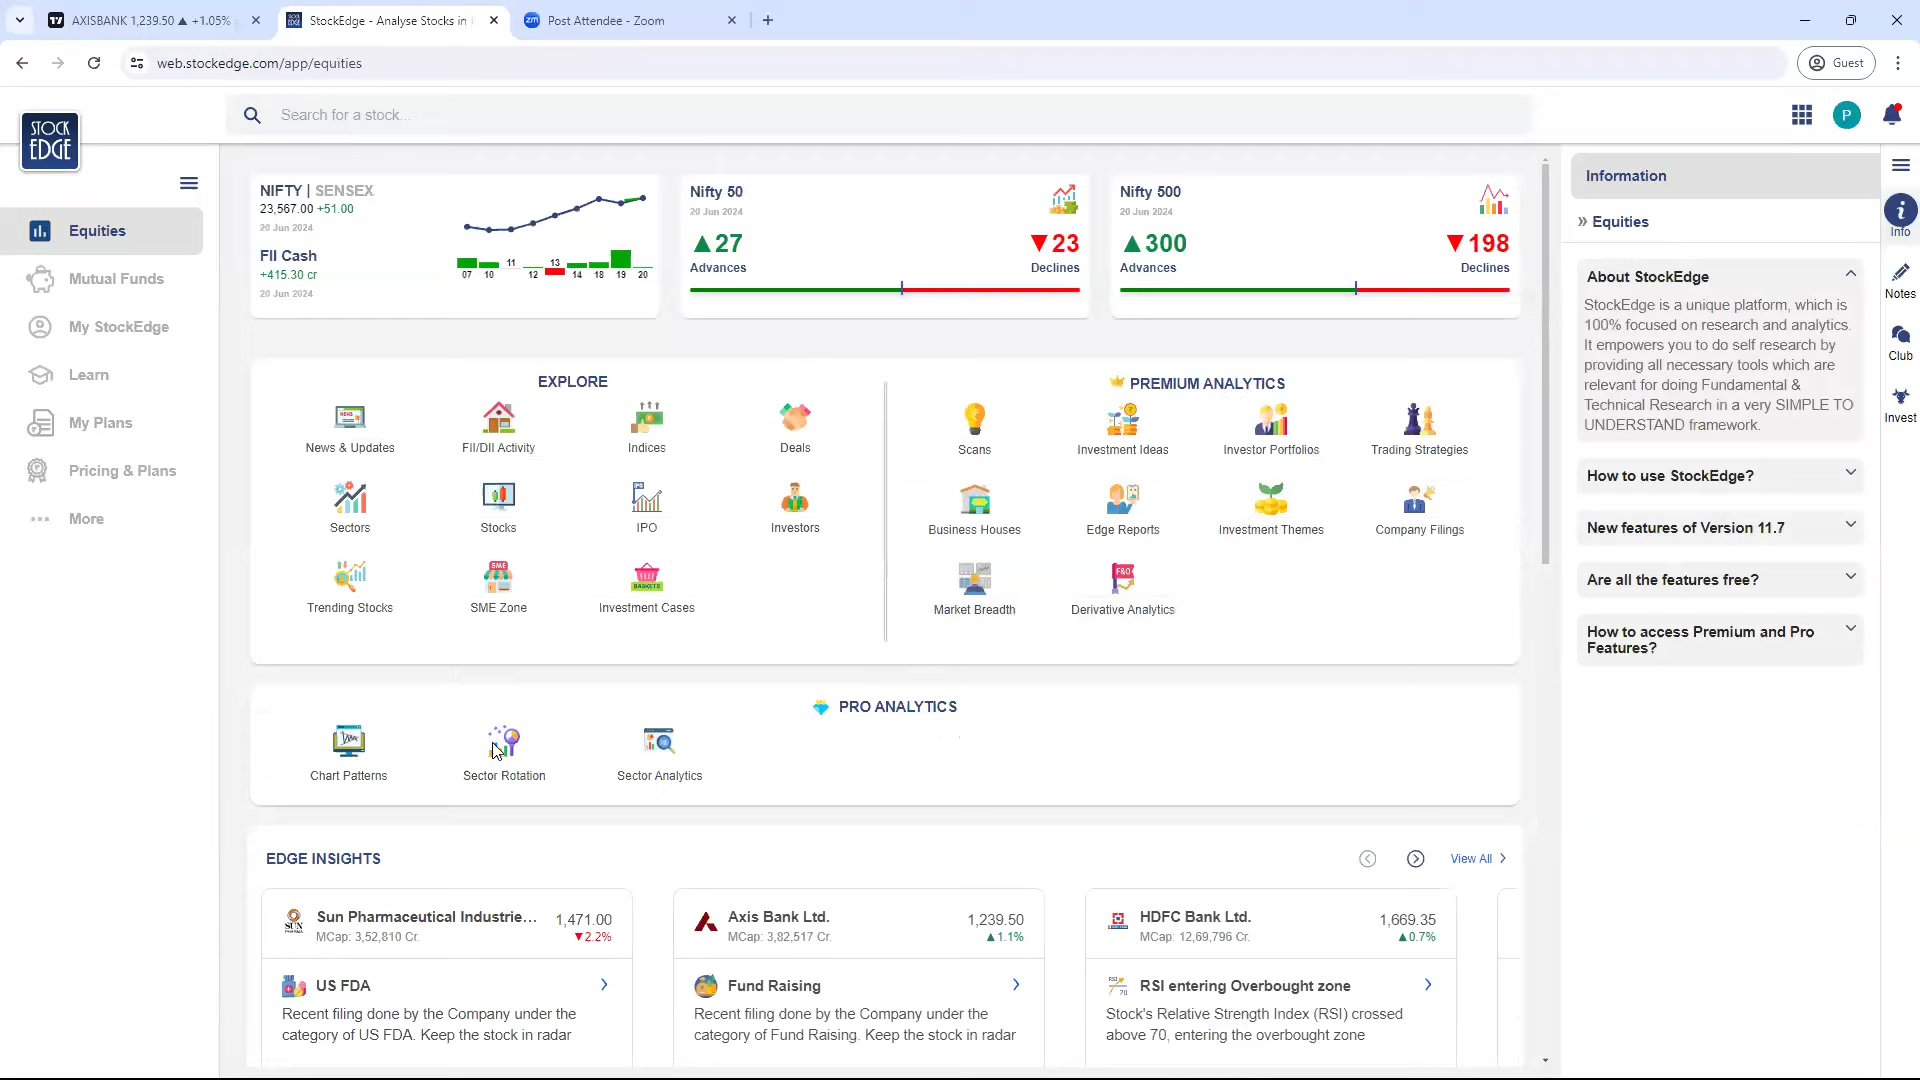 AXISBANK 1,239.50 ▲ +1.05%
StockEdge - Analyse Stocks in
zm Post Attendee - Zoom
web.stockedge.com/app/equities
Guest
STOCK
EDGE
Search for a stock...
P
Equities
Mutual Funds
My StockEdge
Learn
My Plans
Pricing & Plans
More
NIFTY | SENSEX
23,567.00 +51.00
20 Jun 2024
FII Cash
+415.30 cr
20 Jun 2024
07 10 11 12 13 14 18 19 20
Nifty 50
20 Jun 2024
▲27 ▼23
Advances Declines
Nifty 500
20 Jun 2024
▲300 ▼198
Advances Declines
EXPLORE
News & Updates FII/DII Activity Indices Deals
Sectors Stocks IPO Investors
Trending Stocks SME Zone Investment Cases
PREMIUM ANALYTICS
Scans Investment Ideas Investor Portfolios Trading Strategies
Business Houses Edge Reports Investment Themes Company Filings
Market Breadth Derivative Analytics
PRO ANALYTICS
Chart Patterns Sector Rotation Sector Analytics
EDGE INSIGHTS
View All
Sun Pharmaceutical Industrie... 1,471.00
MCap: 3,52,810 Cr. ▼2.2%
US FDA
Recent filing done by the Company under the
category of US FDA. Keep the stock in radar
Axis Bank Ltd. 1,239.50
MCap: 3,82,517 Cr. ▲1.1%
Fund Raising
Recent filing done by the Company under the
category of Fund Raising. Keep the stock in radar
HDFC Bank Ltd. 1,669.35
MCap: 12,69,796 Cr. ▲0.7%
RSI entering Overbought zone
Stock's Relative Strength Index (RSI) crossed
above 70, entering the overbought zone
Information
» Equities
About StockEdge
StockEdge is a unique platform, which is
100% focused on research and analytics.
It empowers you to do self research by
providing all necessary tools which are
relevant for doing Fundamental &
Technical Research in a very SIMPLE TO
UNDERSTAND framework.
How to use StockEdge?
New features of Version 11.7
Are all the features free?
How to access Premium and Pro
Features?
Info
Notes
Club
Invest